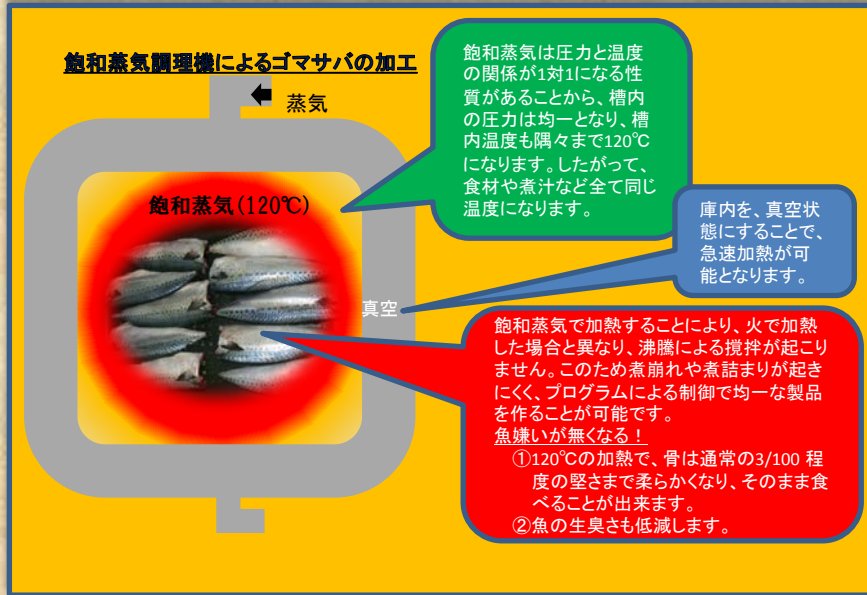 飽和蒸気調理機によるゴマサバの加工
蒸気
飽和蒸気(120℃)
真空
飽和蒸気は圧力と温度
の関係が1対1になる性
質があることから、槽内
の圧力は均一となり、槽
内温度も隅々まで120℃
になります。したがって、
食材や煮汁など全て同じ
温度になります。
庫内を、真空状
態にすることで、
急速加熱が可
能となります。
飽和蒸気で加熱することにより、火で加熱
した場合と異なり、沸騰による撹拌が起こり
ません。このため煮崩れや煮詰まりが起き
にくく、プログラムによる制御で均一な製品
を作ることが可能です。
魚嫌いが無くなる！
①120℃の加熱で、骨は通常の3/100 程
度の堅さまで柔らかくなり、そのまま食
べることが出来ます。
②魚の生臭さも低減します。